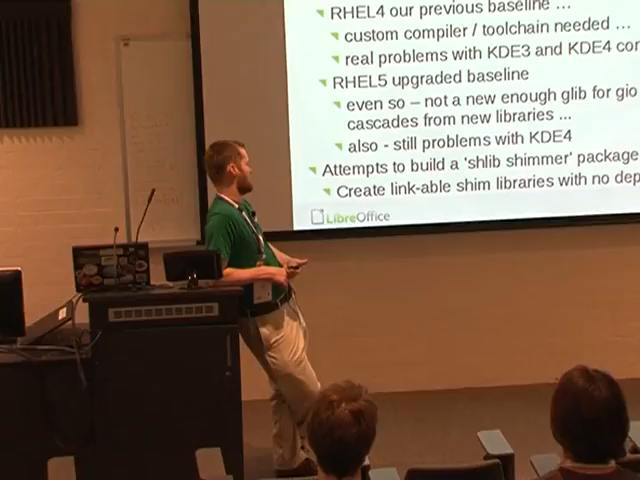 RHEL4 our previous baseline ...
custom compiler / toolchain needed ...
real problems with KDE3 and KDE4
RHEL5 upgraded baseline
even so – not a new enough glib for gio
cascades from new libraries ...
also - still problems with KDE4
Attempts to build a 'shlib shimmer' package
Create link-able shim libraries with no
LibreOffice